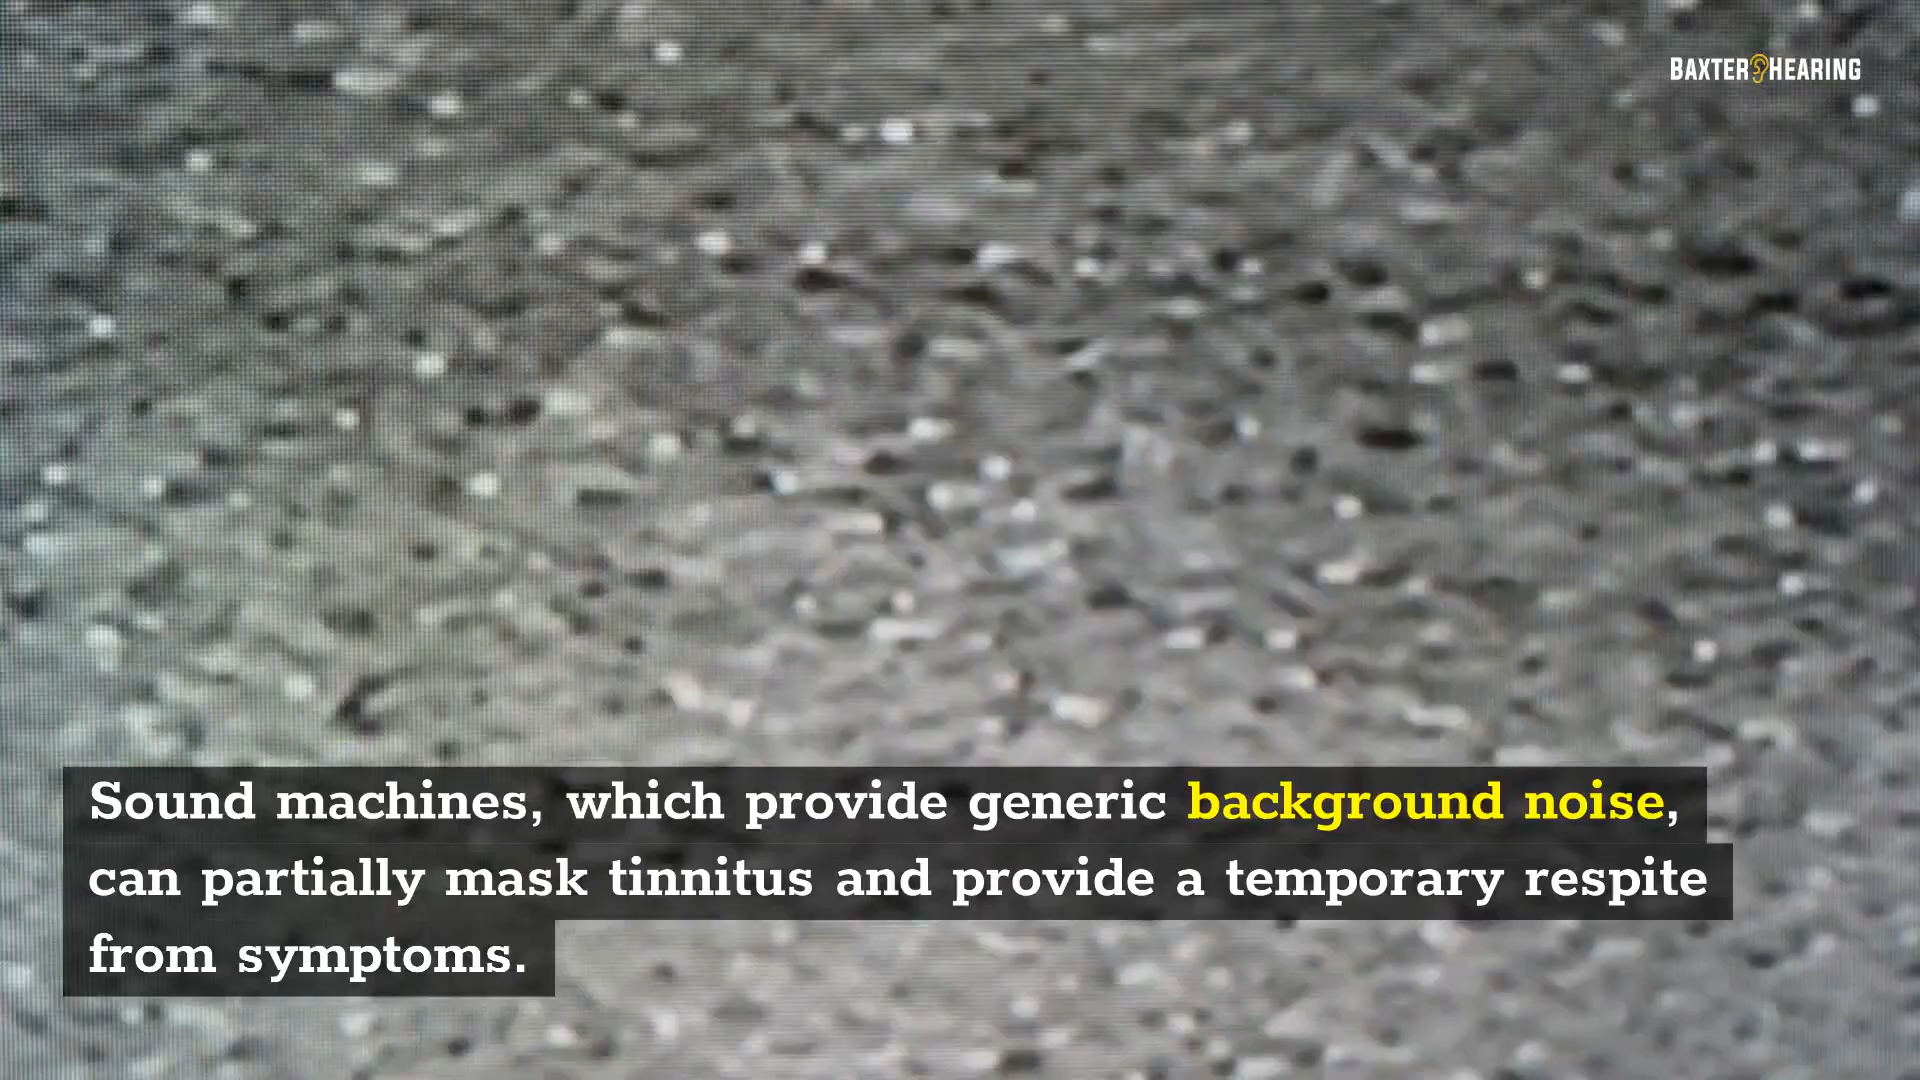 BAXTER HEARING
Sound machines, which provide generic background noise,
can partially mask tinnitus and provide a temporary respite
from symptoms.